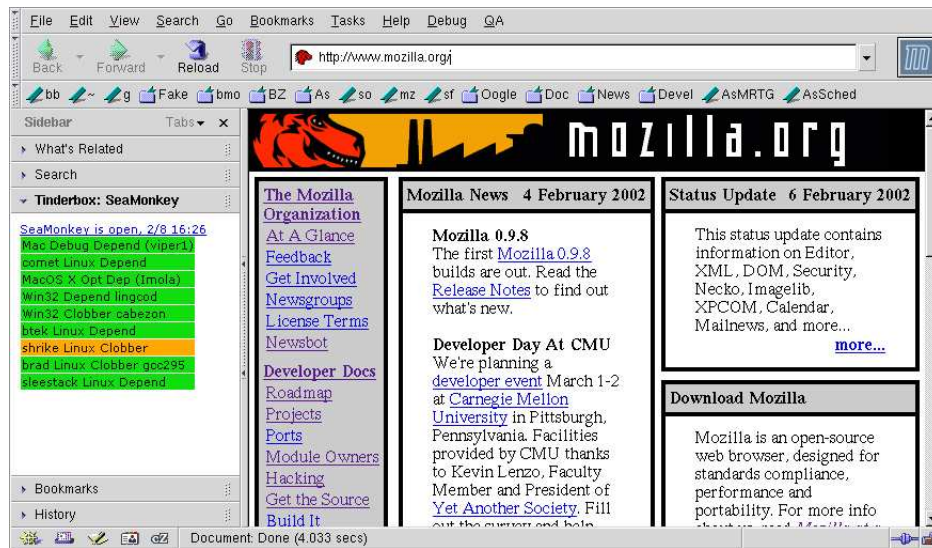 File Edit View Search Go Bookmarks Tasks Help Debug QA
Back Forward Reload Stop
http://www.mozilla.org/
bb ~ g Fake bmo BZ As so mz sf Oogle Doc News Devel AsMRTG AsSched
Sidebar Tabs
What's Related
Search
Tinderbox: SeaMonkey
SeaMonkey is open, 2/8 16:26
Mac Debug Depend (viper1)
comet Linux Depend
MacOS X Opt Dep (Imola)
Win32 Depend lingcod
Win32 Clobber cabezon
btek Linux Depend
shrike Linux Clobber
brad Linux Clobber gcc295
sleestack Linux Depend
Bookmarks
History
mozilla.org
The Mozilla
Organization
At A Glance
Feedback
Get Involved
Newsgroups
License Terms
Newsbot
Developer Docs
Roadmap
Projects
Ports
Module Owners
Hacking
Get the Source
Build It
Mozilla News 4 February 2002
Mozilla 0.9.8
The first Mozilla 0.9.8
builds are out. Read the
Release Notes to find out
what's new.
Developer Day At CMU
We're planning a
developer event March 1-2
at Carnegie Mellon
University in Pittsburgh,
Pennsylvania. Facilities
provided by CMU thanks
to Kevin Lenzo, Faculty
Member and President of
Yet Another Society. Fill
out the survey and help
Status Update 6 February 2002
This status update contains
information on Editor,
XML, DOM, Security,
Necko, Imagelib,
XPCOM, Calendar,
Mailnews, and more...
more...
Download Mozilla
Mozilla is an open-source
web browser, designed for
standards compliance,
performance and
portability. For more info
Document: Done (4.033 secs)